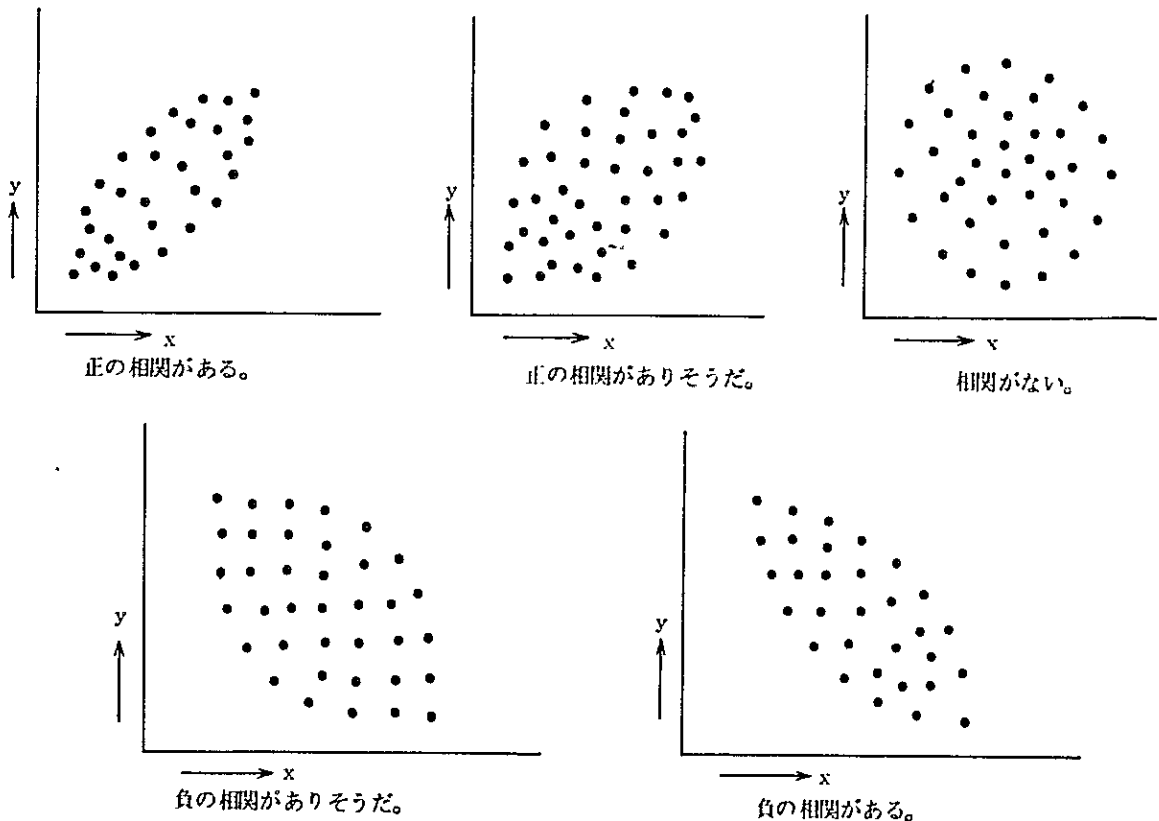 y
x
正の相関がある。
y
x
正の相関がありそうだ。
y
x
相関がない。
y
x
負の相関がありそうだ。
y
x
負の相関がある。